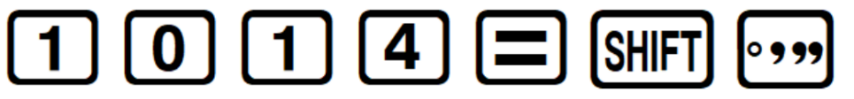 1 0 1 4 = SHIFT ° , ,,